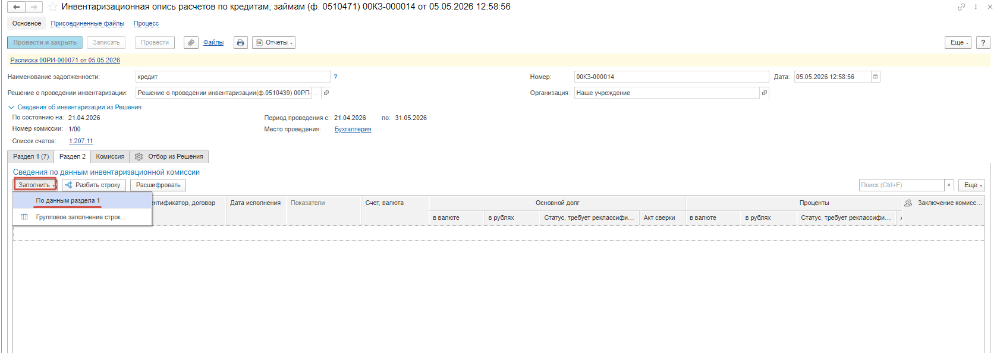 Инвентаризационная опись расчетов по кредитам, займам (ф. 0510471) 00КЗ-000014 от 05.05.2026 12:58:56
Основное Присоединенные файлы Процесс
Провести и закрыть Записать Провести Файлы Отчеты Еще ?
Расписка 00РИ-000071 от 05.05.2026
Наименование задолженности: кредит ? Номер: 00КЗ-000014 Дата: 05.05.2026 12:58:56
Решение о проведении инвентаризации: Решение о проведении инвентаризации(ф.0510439) 00РП- ... Организация: Наше учреждение
Сведения об инвентаризации из Решения
По состоянию на: 21.04.2026 Период проведения с: 21.04.2026 по: 31.05.2026
Номер комиссии: 1/00 Место проведения: Бухгалтерия
Список счетов: 1.207.11
Раздел 1 (7) Раздел 2 Комиссия Отбор из Решения
Сведения по данным инвентаризационной комиссии
Заполнить Разбить строку Расшифровать Поиск (Ctrl+F) × Еще
По данным раздела 1
Групповое заполнение строк...
ентификатор, договор Дата исполнения Показатели Счет, валюта Основной долг Проценты Заключение комисс...
в валюте в рублях Статус, требует реклассифи... Акт сверки в валюте в рублях Статус, требует реклассифи...